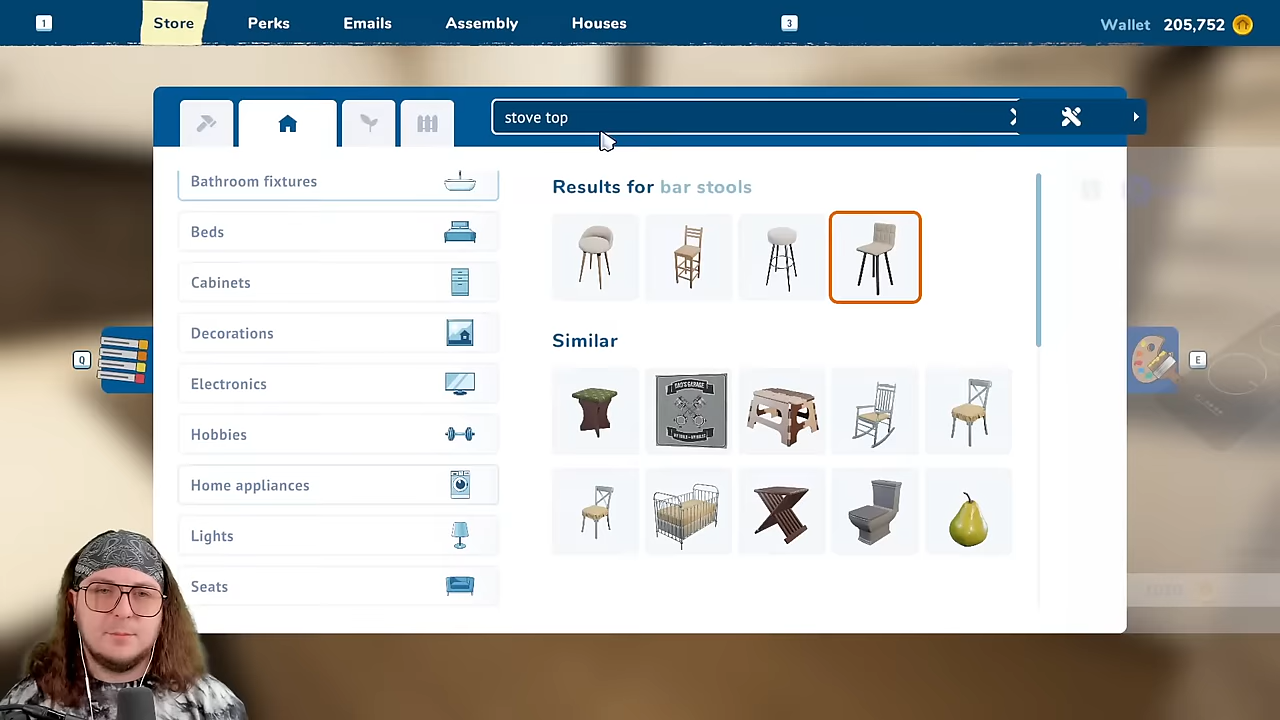 1
Store
Perks
Emails
Assembly
Houses
3
Wallet 205,752
stove top
Bathroom fixtures
Beds
Cabinets
Decorations
Electronics
Hobbies
Home appliances
Lights
Seats
Results for bar stools
Similar
DAD'S GARAGE
Q
E